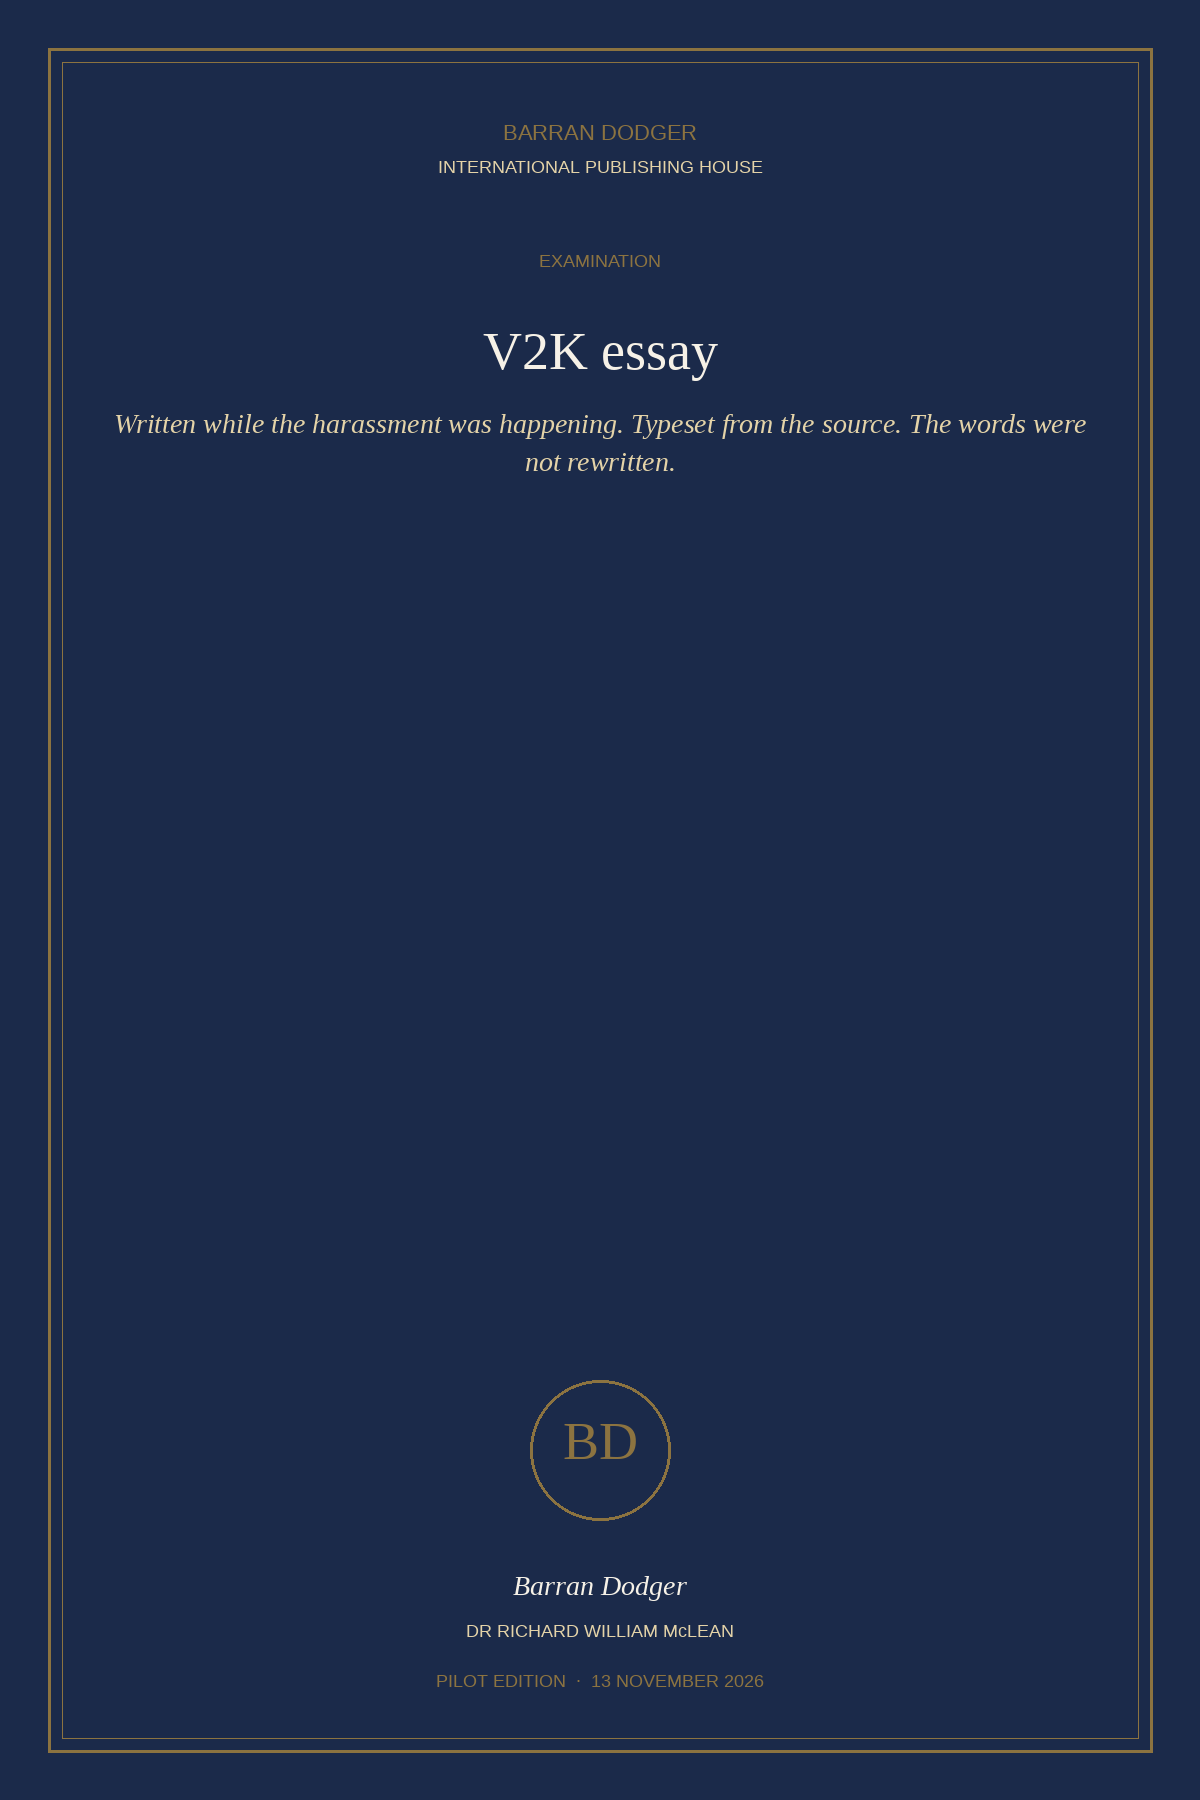 BARRAN DODGER
INTERNATIONAL PUBLISHING HOUSE
EXAMINATION
V2K essay
Written while the harassment was happening. Typeset from the source. The words were
not rewritten.
BD
Barran Dodger
DR RICHARD WILLIAM McLEAN
PILOT EDITION · 13 NOVEMBER 2026